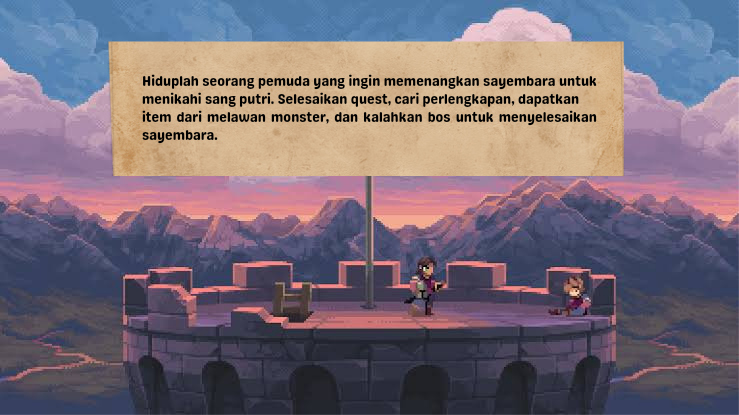 Hiduplah seorang pemuda yang ingin memenangkan sayembara untuk
menikahi sang putri. Selesaikan quest, cari perlengkapan, dapatkan
item dari melawan monster, dan kalahkan bos untuk menyelesaikan
sayembara.